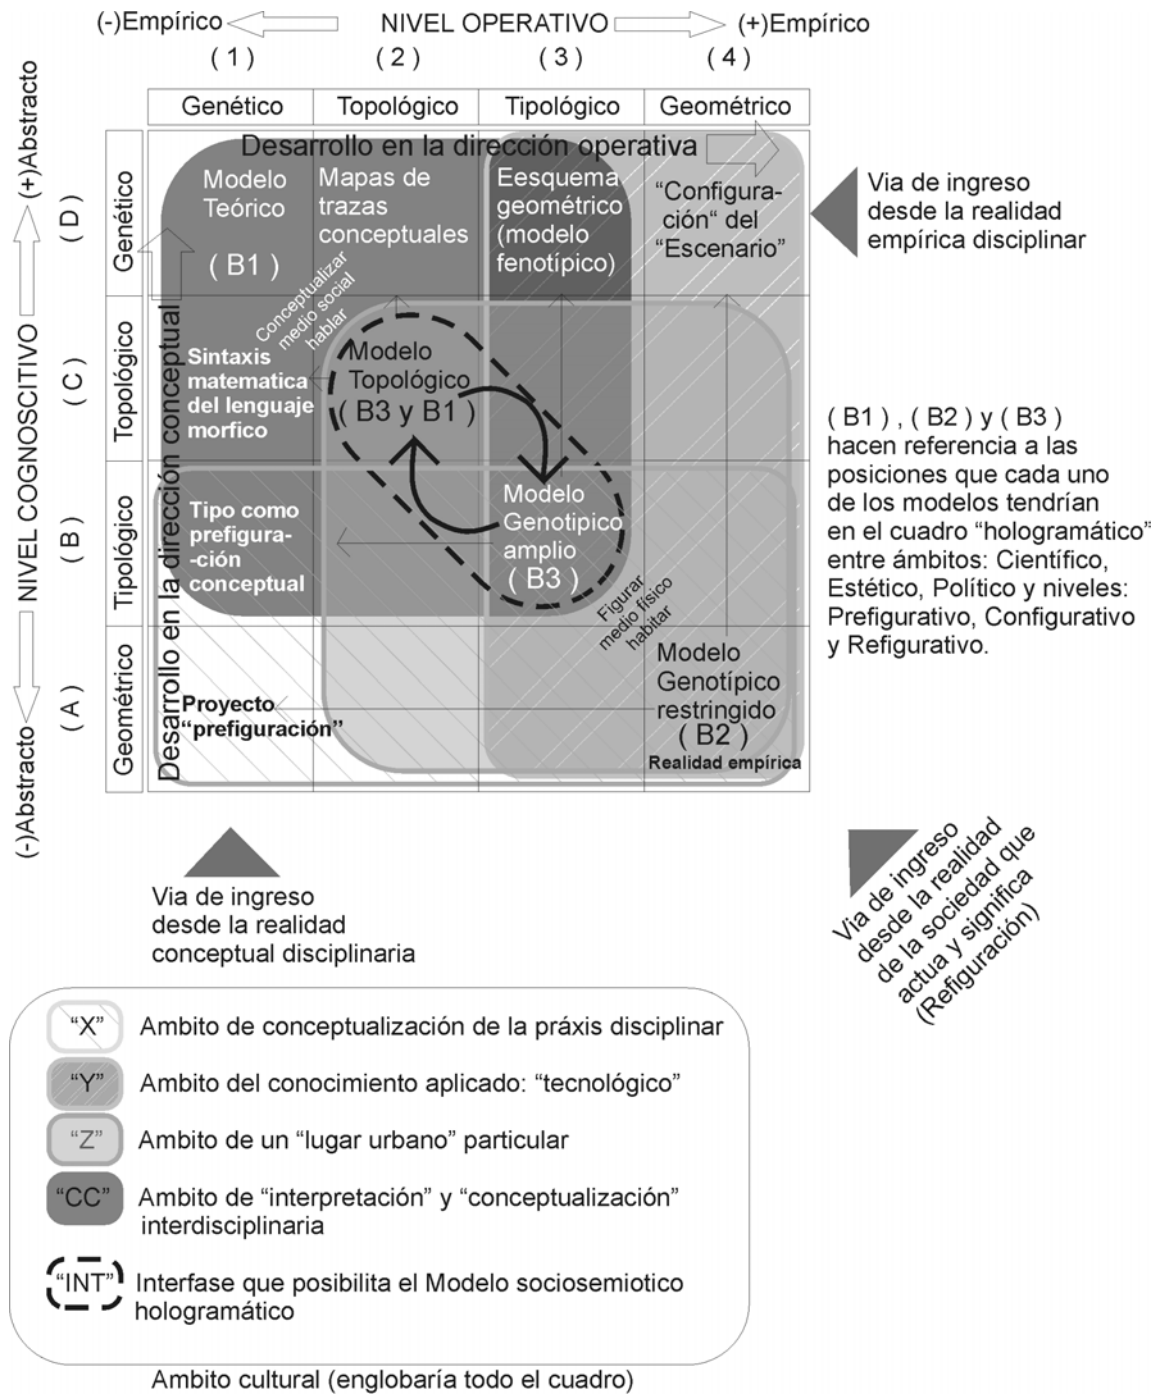 (-)Empírico NIVEL OPERATIVO (+)Empírico
( 1 ) ( 2 ) ( 3 ) ( 4 )
Genético Topológico Tipológico Geométrico
NIVEL COGNOSCITIVO
(+)Abstracto
(-)Abstracto
( D )
( C )
( B )
( A )
Genético
Topológico
Tipológico
Geométrico
Desarrollo en la dirección operativa
Desarrollo en la dirección conceptual
Modelo
Teórico
( B1 )
Mapas de
trazas
conceptuales
Eesquema
geométrico
(modelo
fenotípico)
“Configura-
ción“ del
“Escenario”
Conceptualizar
medio social
hablar
Sintaxis
matematica
del lenguaje
morfico
Modelo
Topológico
( B3 y B1 )
Tipo como
prefigura-
-ción
conceptual
Modelo
Genotipico
amplio
( B3 )
Figurar
medio físico
habitar
Proyecto
“prefiguración”
Modelo
Genotípico
restringido
( B2 )
Realidad empírica
Via de ingreso
desde la realidad
empírica disciplinar
( B1 ) , ( B2 ) y ( B3 )
hacen referencia a las
posiciones que cada uno
de los modelos tendrían
en el cuadro “hologramático”
entre ámbitos: Científico,
Estético, Político y niveles:
Prefigurativo, Configurativo
y Refigurativo.
Via de ingreso
desde la realidad
conceptual disciplinaria
Via de ingreso
desde la realidad
de la sociedad que
actua y significa
(Refiguración)
“X” Ambito de conceptualización de la práxis disciplinar
“Y” Ambito del conocimiento aplicado: “tecnológico”
“Z” Ambito de un “lugar urbano” particular
“CC” Ambito de “interpretación” y “conceptualización”
interdisciplinaria
“INT” Interfase que posibilita el Modelo sociosemiotico
hologramático
Ambito cultural (englobaría todo el cuadro)